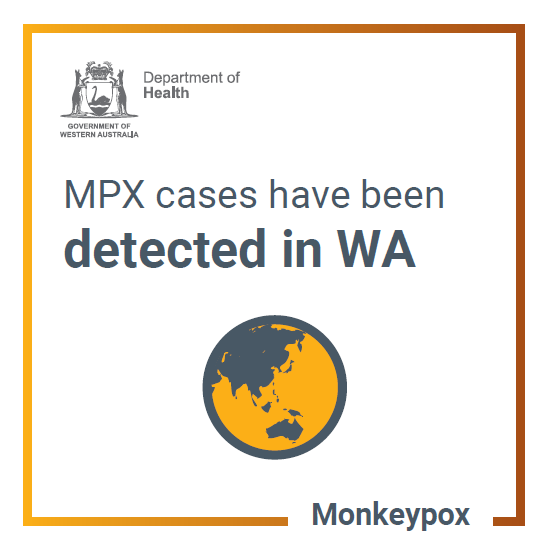 Department of
Health
GOVERNMENT OF
WESTERN AUSTRALIA
MPX cases have been
detected in WA
Monkeypox